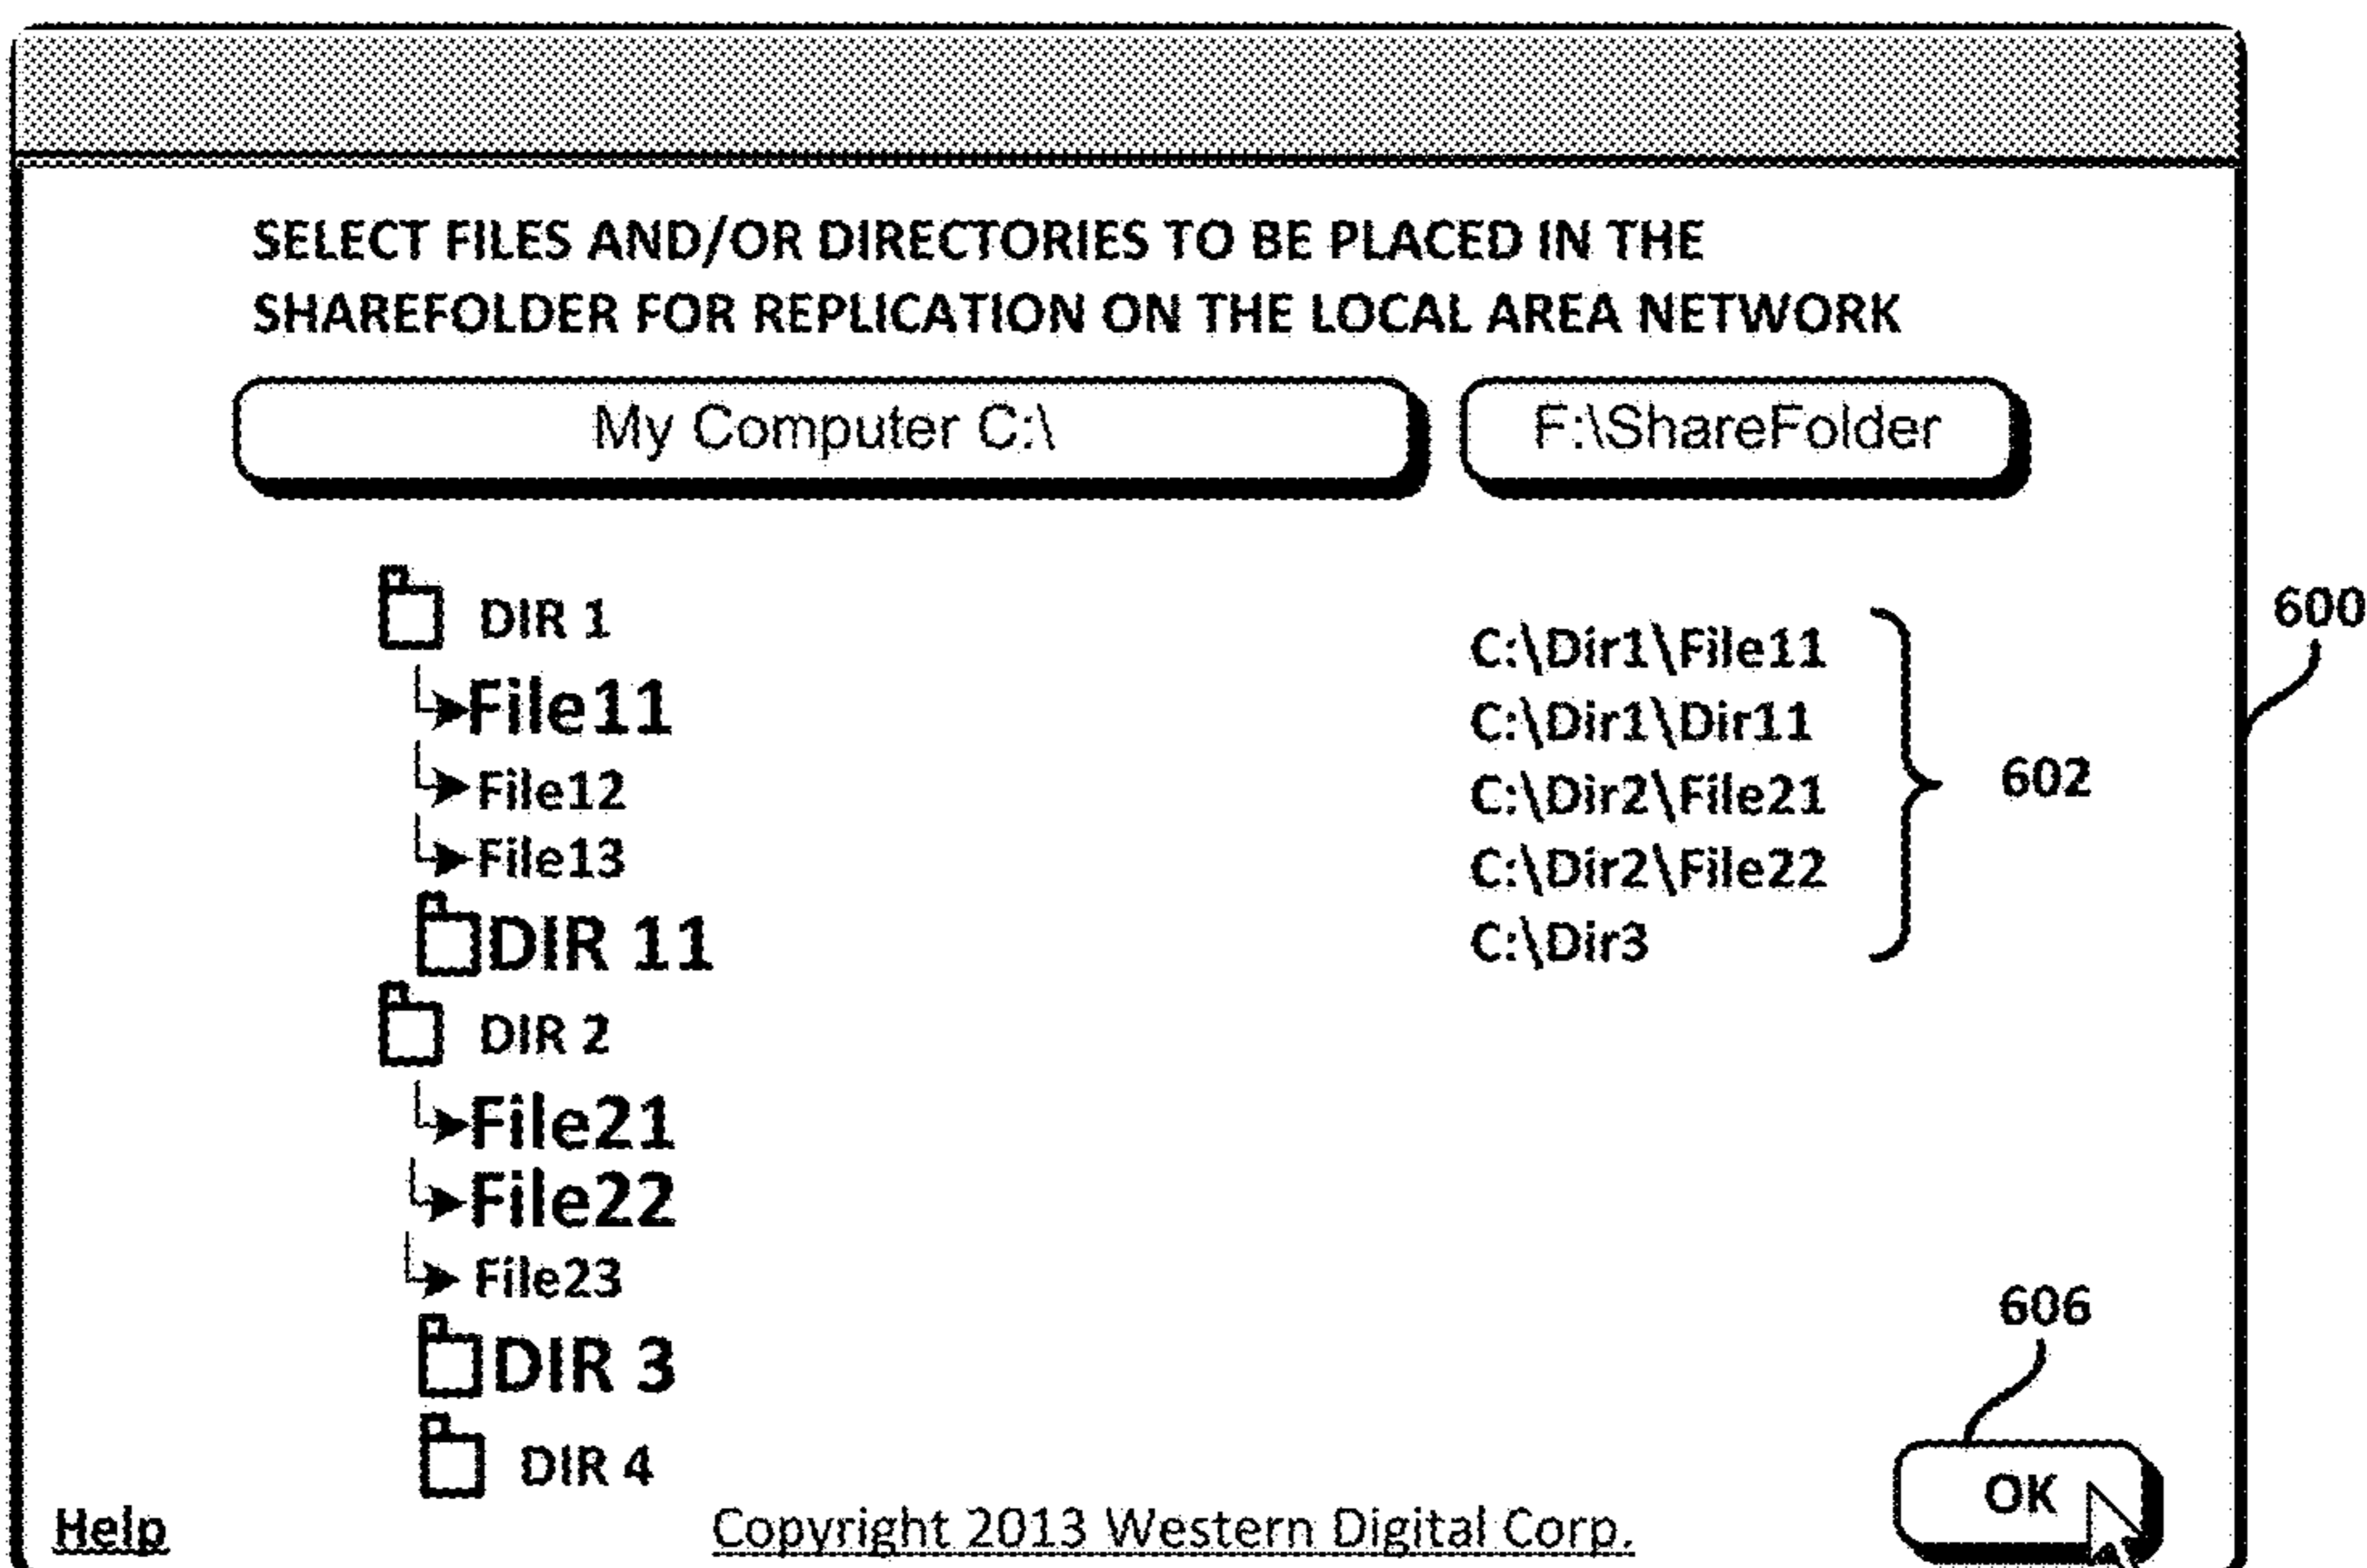 SELECT FILES AND/OR DIRECTORIES TO BE PLACED IN THE
SHAREFOLDER FOR REPLICATION ON THE LOCAL AREA NETWORK
My Computer C:\
F:\ShareFolder
DIR 1
File11
File12
File13
DIR 11
DIR 2
File21
File22
File23
DIR 3
DIR 4
C:\Dir1\File11
C:\Dir1\Dir11
C:\Dir2\File21
C:\Dir2\File22
C:\Dir3
602
600
606
OK
Help
Copyright 2013 Western Digital Corp.